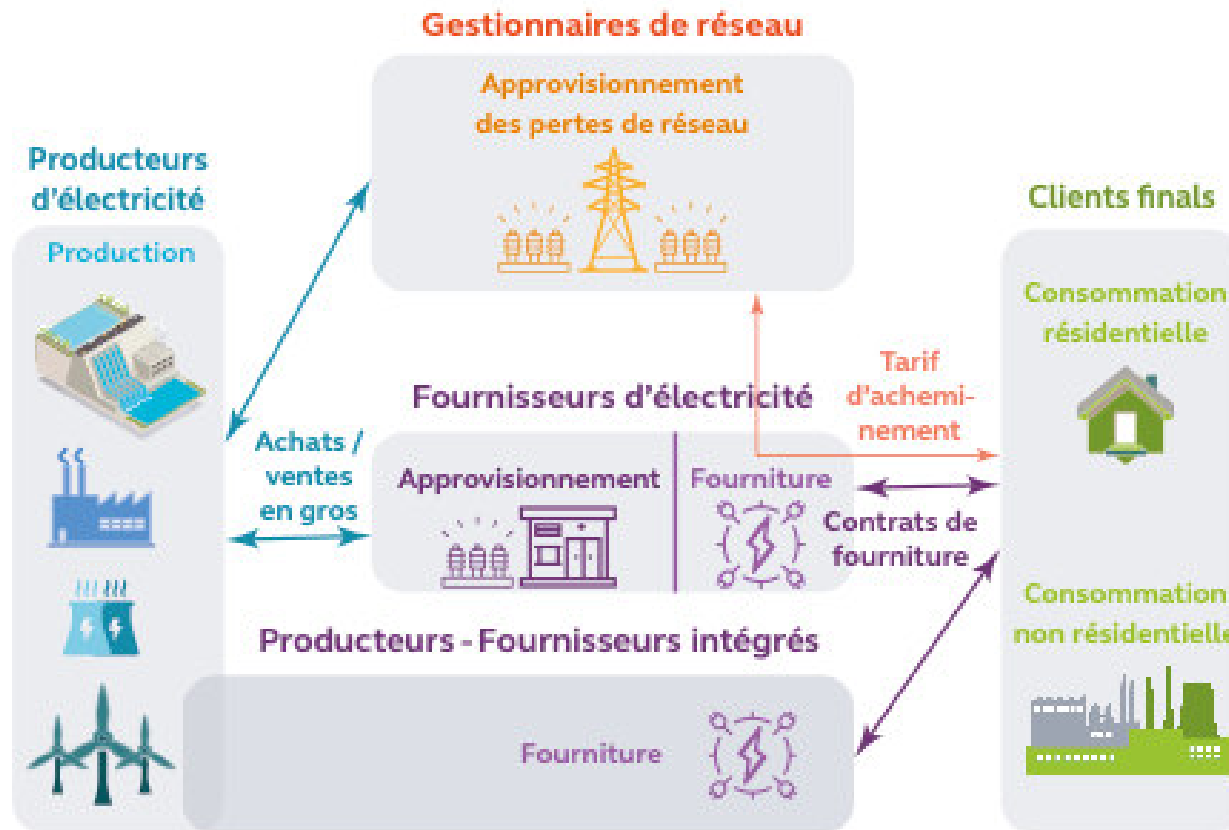 Gestionnaires de réseau
Approvisionnement
des pertes de réseau
Producteurs
d'électricité
Production
Clients finals
Consommation
résidentielle
Tarif
d'achemi-
nement
Fournisseurs d'électricité
Achats /
ventes
en gros
Approvisionnement
Fourniture
Contrats de
fourniture
Consommation
non résidentielle
Producteurs - Fournisseurs intégrés
Fourniture